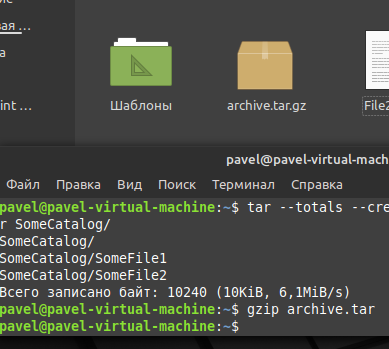 вая ...
а
int ...
Шаблоны
archive.tar.gz
File2
pavel@pavel-virtual-mach
Файл Правка Вид Поиск Терминал Справка
pavel@pavel-virtual-machine:~$ tar --totals --cre
r SomeCatalog/
SomeCatalog/
SomeCatalog/SomeFile1
SomeCatalog/SomeFile2
Всего записано байт: 10240 (10KiB, 6,1MiB/s)
pavel@pavel-virtual-machine:~$ gzip archive.tar
pavel@pavel-virtual-machine:~$